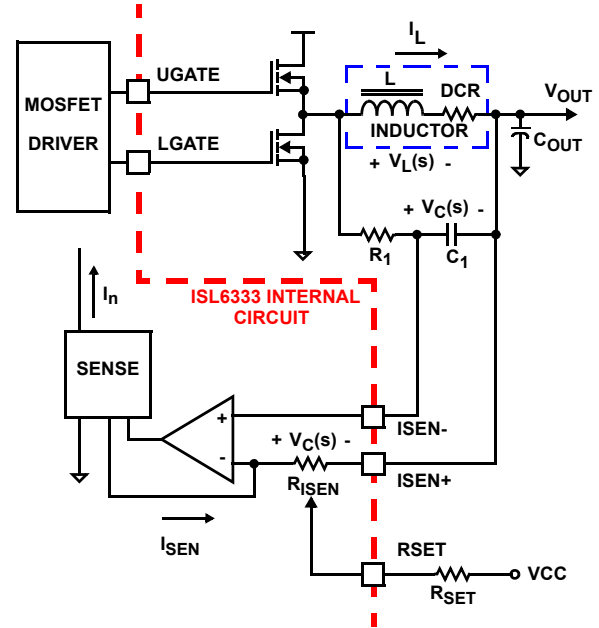 MOSFET
DRIVER
UGATE
LGATE
I_L
L
DCR
INDUCTOR
+ V_L(s) -
V_OUT
C_OUT
+ V_C(s) -
R_1
C_1
I_n
ISL6333 INTERNAL
CIRCUIT
SENSE
+
-
+ V_C(s) -
R_ISEN
ISEN-
ISEN+
I_SEN
RSET
R_SET
VCC